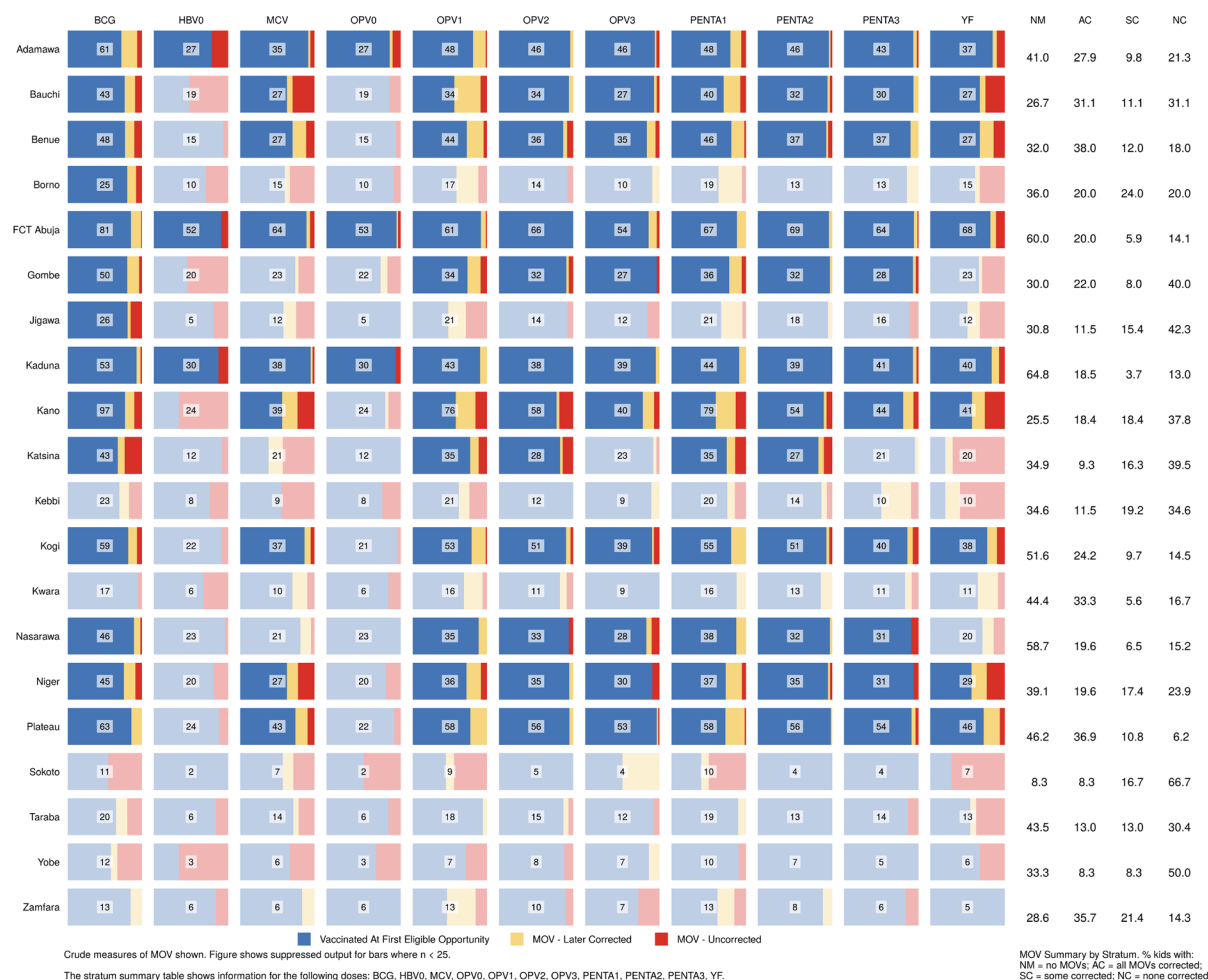 BCG HBV0 MCV OPV0 OPV1 OPV2 OPV3 PENTA1 PENTA2 PENTA3 YF NM AC SC NC
Adamawa 61 27 35 27 48 46 46 48 46 43 37 41.0 27.9 9.8 21.3
Bauchi 43 19 27 19 34 34 27 40 32 30 27 26.7 31.1 11.1 31.1
Benue 48 15 27 15 44 36 35 46 37 37 27 32.0 38.0 12.0 18.0
Borno 25 10 15 10 17 14 10 19 13 13 15 36.0 20.0 24.0 20.0
FCT Abuja 81 52 64 53 61 66 54 67 69 64 68 60.0 20.0 5.9 14.1
Gombe 50 20 23 22 34 32 27 36 32 28 23 30.0 22.0 8.0 40.0
Jigawa 26 5 12 5 21 14 12 21 18 16 12 30.8 11.5 15.4 42.3
Kaduna 53 30 38 30 43 38 39 44 39 41 40 64.8 18.5 3.7 13.0
Kano 97 24 39 24 76 58 40 79 54 44 41 25.5 18.4 18.4 37.8
Katsina 43 12 21 12 35 28 23 35 27 21 20 34.9 9.3 16.3 39.5
Kebbi 23 8 9 8 21 12 9 20 14 10 10 34.6 11.5 19.2 34.6
Kogi 59 22 37 21 53 51 39 55 51 40 38 51.6 24.2 9.7 14.5
Kwara 17 6 10 6 16 11 9 16 13 11 11 44.4 33.3 5.6 16.7
Nasarawa 46 23 21 23 35 33 28 38 32 31 20 58.7 19.6 6.5 15.2
Niger 45 20 27 20 36 35 30 37 35 31 29 39.1 19.6 17.4 23.9
Plateau 63 24 43 22 58 56 53 58 56 54 46 46.2 36.9 10.8 6.2
Sokoto 11 2 7 2 9 5 4 10 4 4 7 8.3 8.3 16.7 66.7
Taraba 20 6 14 6 18 15 12 19 13 14 13 43.5 13.0 13.0 30.4
Yobe 12 3 6 3 7 8 7 10 7 5 6 33.3 8.3 8.3 50.0
Zamfara 13 6 6 6 13 10 7 13 8 6 5 28.6 35.7 21.4 14.3
Vaccinated At First Eligible Opportunity MOV - Later Corrected MOV - Uncorrected
Crude measures of MOV shown. Figure shows suppressed output for bars where n < 25.
The stratum summary table shows information for the following doses: BCG, HBV0, MCV, OPV0, OPV1, OPV2, OPV3, PENTA1, PENTA2, PENTA3, YF.
MOV Summary by Stratum. % kids with:
NM = no MOVs; AC = all MOVs corrected;
SC = some corrected; NC = none corrected